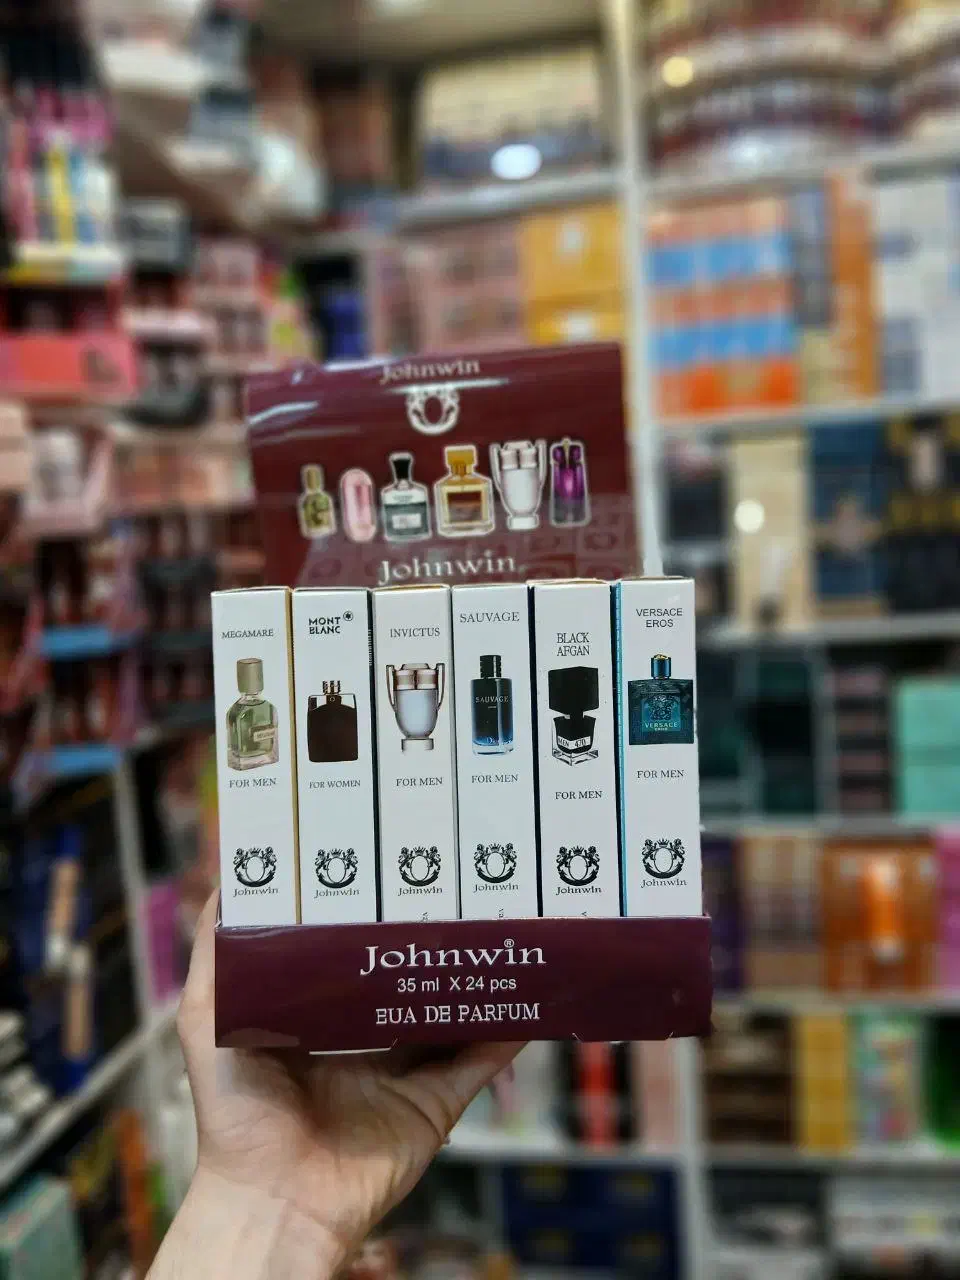 Johnwin
Johnwin
MEGAMARE
FOR MEN
Johnwin
MONT
BLANC
FOR WOMEN
Johnwin
INVICTUS
FOR MEN
Johnwin
SAUVAGE
SAUVAGE
FOR MEN
Johnwin
BLACK
AFGAN
FOR MEN
Johnwin
VERSACE
EROS
VERSACE
FOR MEN
Johnwin
Johnwin®
35 ml X 24 pcs
EUA DE PARFUM